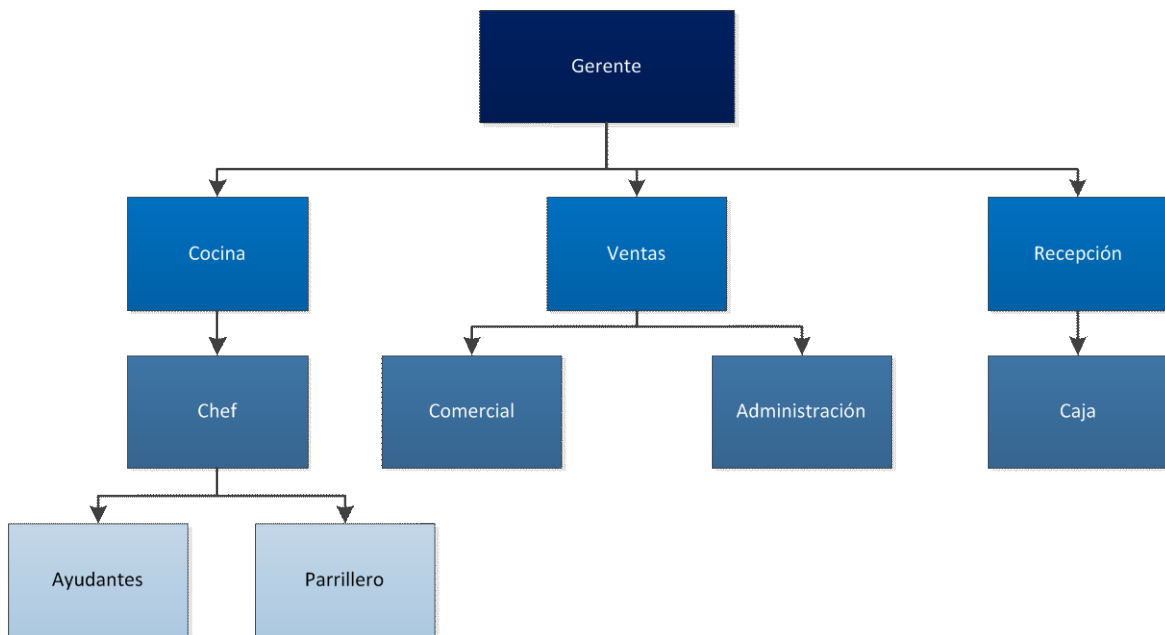 Gerente
Cocina
Ventas
Recepción
Chef
Comercial
Administración
Caja
Ayudantes
Parrillero